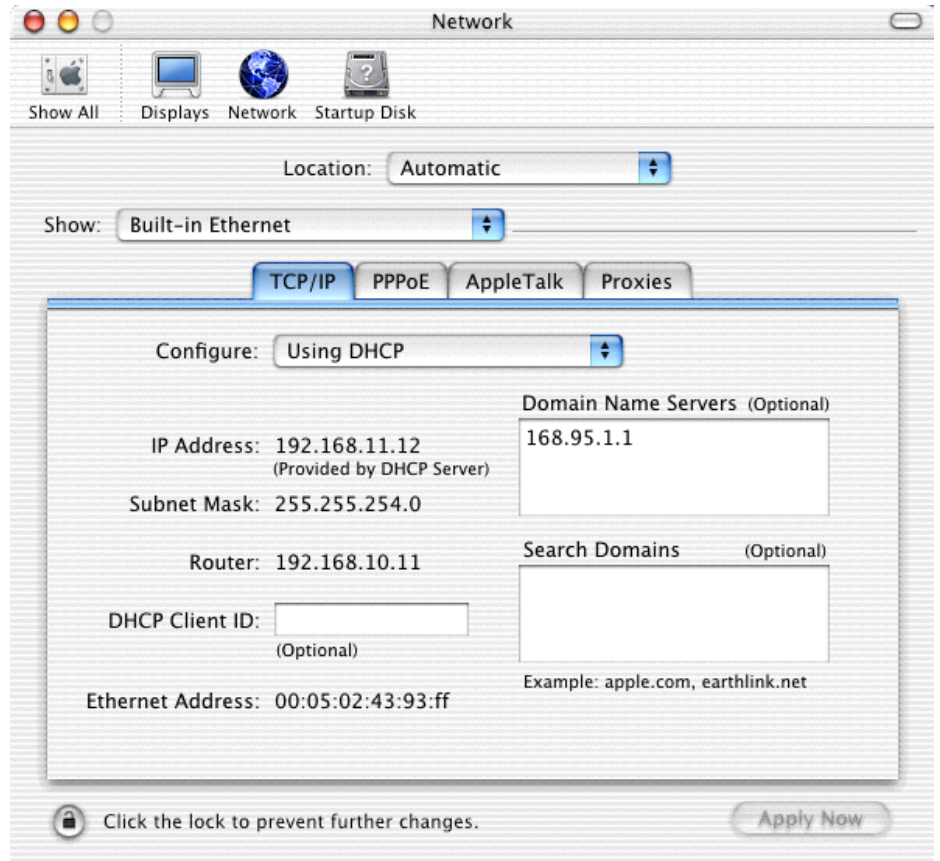 Network
Show All
Displays
Network
Startup Disk
Location: Automatic
Show: Built-in Ethernet
TCP/IP
PPPoE
AppleTalk
Proxies
Configure: Using DHCP
Domain Name Servers (Optional)
168.95.1.1
IP Address: 192.168.11.12
(Provided by DHCP Server)
Subnet Mask: 255.255.254.0
Router: 192.168.10.11
Search Domains (Optional)
DHCP Client ID:
(Optional)
Example: apple.com, earthlink.net
Ethernet Address: 00:05:02:43:93:ff
Click the lock to prevent further changes.
Apply Now